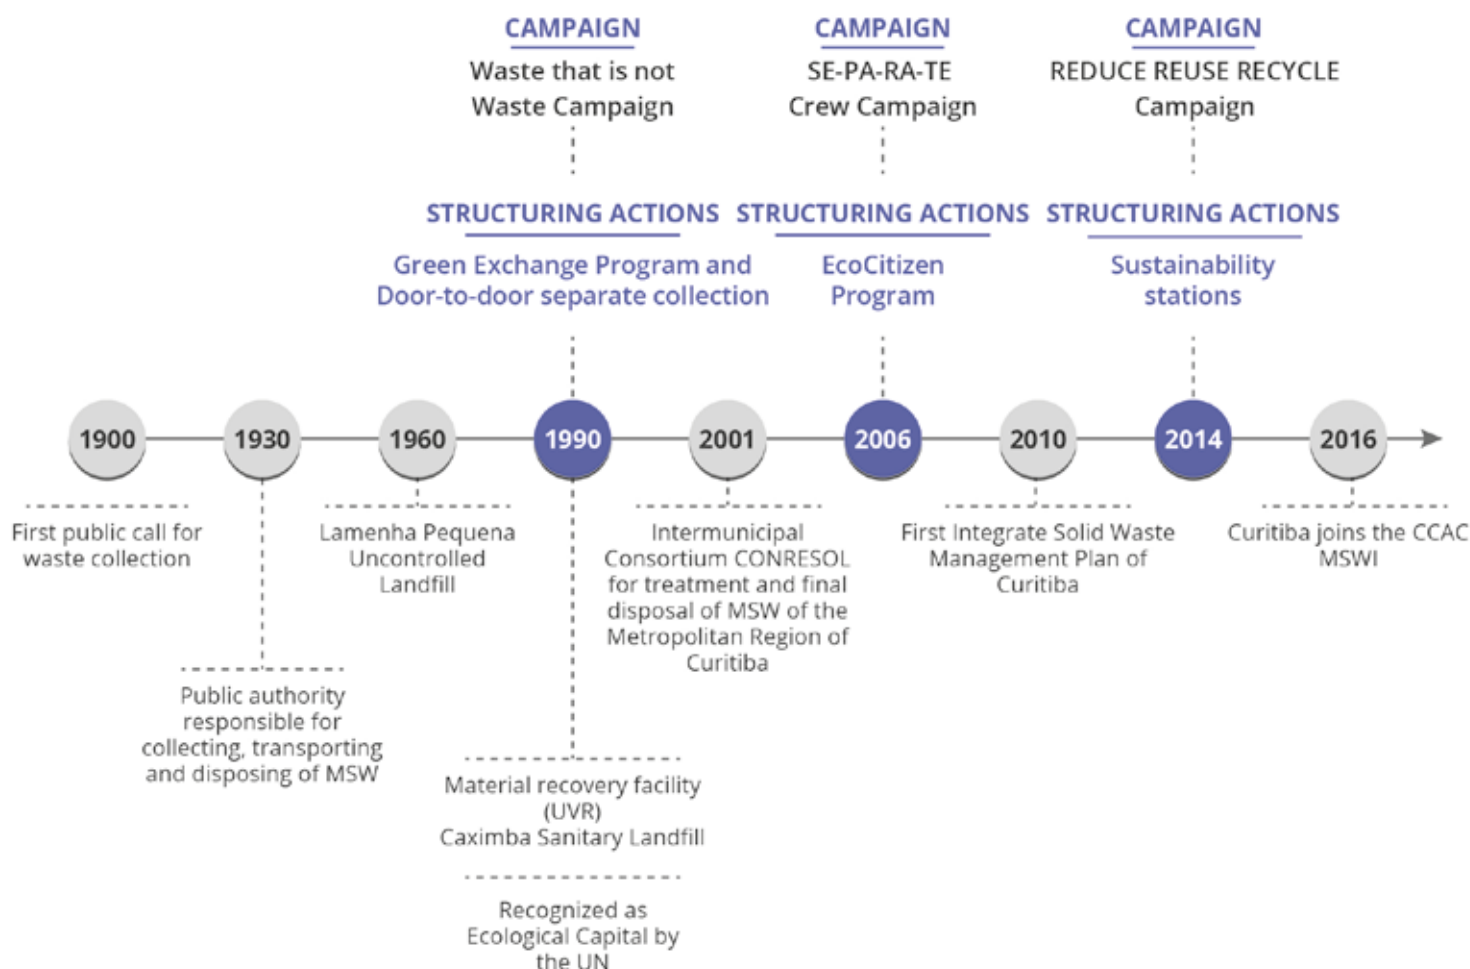 CAMPAIGN
Waste that is not
Waste Campaign
CAMPAIGN
SE-PA-RA-TE
Crew Campaign
CAMPAIGN
REDUCE REUSE RECYCLE
Campaign
STRUCTURING ACTIONS
Green Exchange Program and
Door-to-door separate collection
STRUCTURING ACTIONS
EcoCitizen
Program
STRUCTURING ACTIONS
Sustainability
stations
1900
1930
1960
1990
2001
2006
2010
2014
2016
First public call for
waste collection
Public authority
responsible for
collecting, transporting
and disposing of MSW
Lamenha Pequena
Uncontrolled
Landfill
Material recovery facility
(UVR)
Caximba Sanitary Landfill
Recognized as
Ecological Capital by
the UN
Intermunicipal
Consortium CONRESOL
for treatment and final
disposal of MSW of the
Metropolitan Region of
Curitiba
First Integrate Solid Waste
Management Plan of
Curitiba
Curitiba joins the CCAC
MSWI